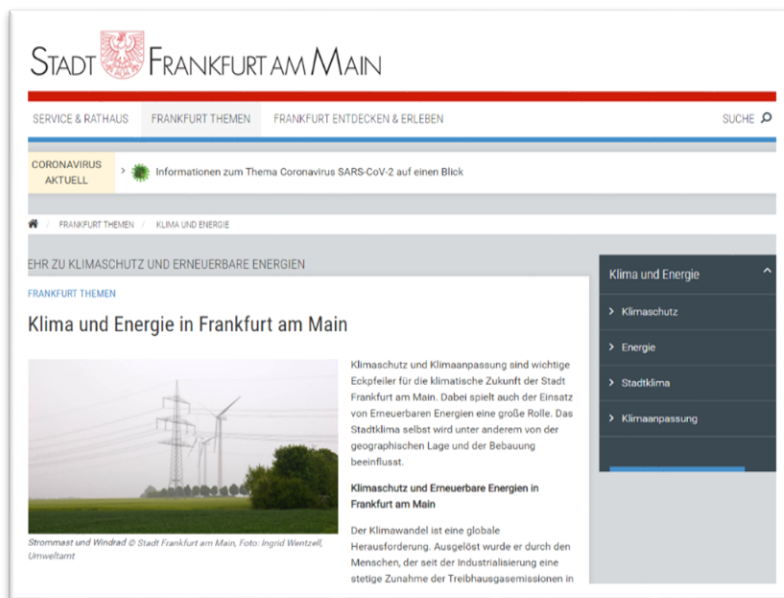 STADT FRANKFURT AM MAIN
SERVICE & RATHAUS FRANKFURT THEMEN FRANKFURT ENTDECKEN & ERLEBEN SUCHE
CORONAVIRUS
AKTUELL
> Informationen zum Thema Coronavirus SARS-CoV-2 auf einen Blick
/ FRANKFURT THEMEN / KLIMA UND ENERGIE
EHR ZU KLIMASCHUTZ UND ERNEUERBARE ENERGIEN
FRANKFURT THEMEN
Klima und Energie in Frankfurt am Main
Klimaschutz und Klimaanpassung sind wichtige
Eckpfeiler für die klimatische Zukunft der Stadt
Frankfurt am Main. Dabei spielt auch der Einsatz
von Erneuerbaren Energien eine große Rolle. Das
Stadtklima selbst wird unter anderem von der
geographischen Lage und der Bebauung
beeinflusst.
Klimaschutz und Erneuerbare Energien in
Frankfurt am Main
Der Klimawandel ist eine globale
Herausforderung. Ausgelöst wurde er durch den
Menschen, der seit der Industrialisierung eine
stetige Zunahme der Treibhausgasemissionen in
Strommast und Windrad © Stadt Frankfurt am Main, Foto: Ingrid Wentzell,
Umweltamt
Klima und Energie
> Klimaschutz
> Energie
> Stadtklima
> Klimaanpassung